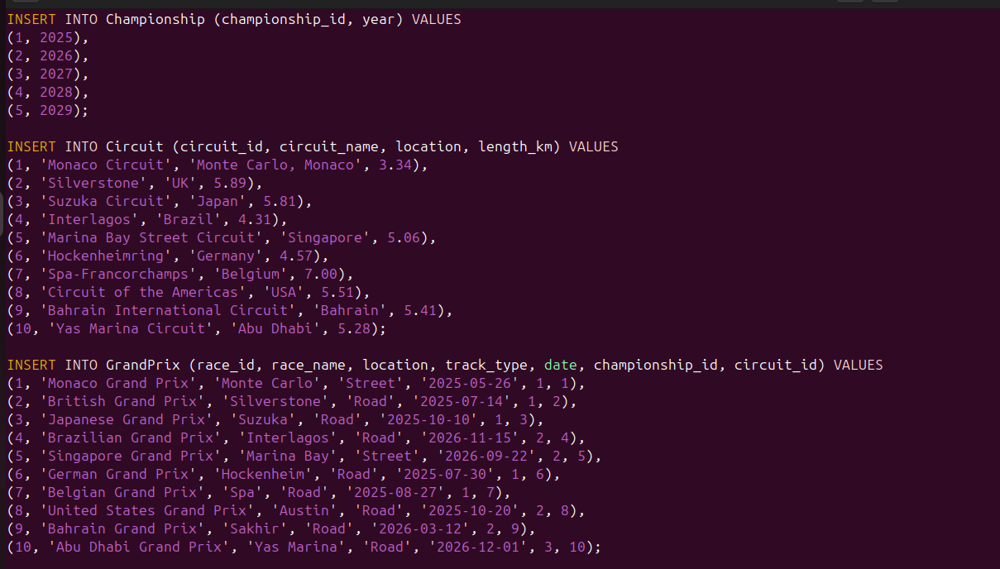 INSERT INTO Championship (championship_id, year) VALUES
(1, 2025),
(2, 2026),
(3, 2027),
(4, 2028),
(5, 2029);
INSERT INTO Circuit (circuit_id, circuit_name, location, length_km) VALUES
(1, 'Monaco Circuit', 'Monte Carlo, Monaco', 3.34),
(2, 'Silverstone', 'UK', 5.89),
(3, 'Suzuka Circuit', 'Japan', 5.81),
(4, 'Interlagos', 'Brazil', 4.31),
(5, 'Marina Bay Street Circuit', 'Singapore', 5.06),
(6, 'Hockenheimring', 'Germany', 4.57),
(7, 'Spa-Francorchamps', 'Belgium', 7.00),
(8, 'Circuit of the Americas', 'USA', 5.51),
(9, 'Bahrain International Circuit', 'Bahrain', 5.41),
(10, 'Yas Marina Circuit', 'Abu Dhabi', 5.28);
INSERT INTO GrandPrix (race_id, race_name, location, track_type, date, championship_id, circuit_id) VALUES
(1, 'Monaco Grand Prix', 'Monte Carlo', 'Street', '2025-05-26', 1, 1),
(2, 'British Grand Prix', 'Silverstone', 'Road', '2025-07-14', 1, 2),
(3, 'Japanese Grand Prix', 'Suzuka', 'Road', '2025-10-10', 1, 3),
(4, 'Brazilian Grand Prix', 'Interlagos', 'Road', '2026-11-15', 2, 4),
(5, 'Singapore Grand Prix', 'Marina Bay', 'Street', '2026-09-22', 2, 5),
(6, 'German Grand Prix', 'Hockenheim', 'Road', '2025-07-30', 1, 6),
(7, 'Belgian Grand Prix', 'Spa', 'Road', '2025-08-27', 1, 7),
(8, 'United States Grand Prix', 'Austin', 'Road', '2025-10-20', 2, 8),
(9, 'Bahrain Grand Prix', 'Sakhir', 'Road', '2026-03-12', 2, 9),
(10, 'Abu Dhabi Grand Prix', 'Yas Marina', 'Road', '2026-12-01', 3, 10);